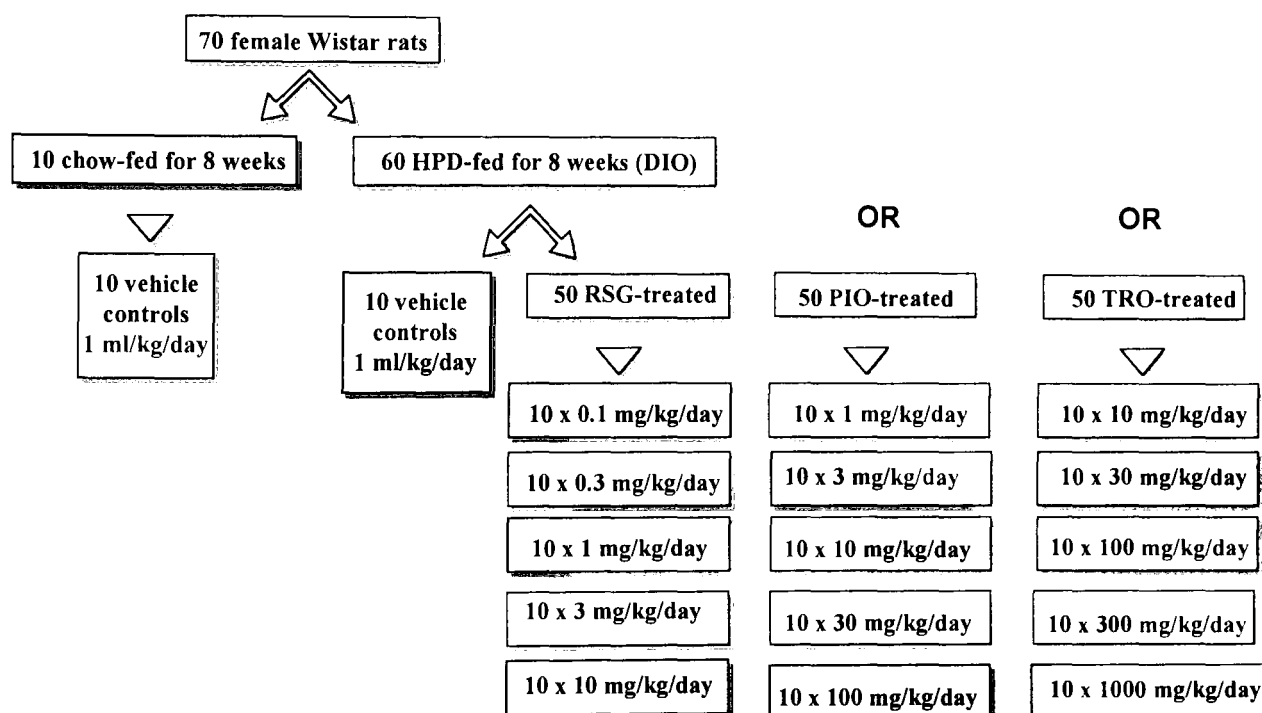 70 female Wistar rats
10 chow-fed for 8 weeks
60 HPD-fed for 8 weeks (DIO)
OR
OR
10 vehicle
controls
1 ml/kg/day
10 vehicle
controls
1 ml/kg/day
50 RSG-treated
50 PIO-treated
50 TRO-treated
10 x 0.1 mg/kg/day
10 x 1 mg/kg/day
10 x 10 mg/kg/day
10 x 0.3 mg/kg/day
10 x 3 mg/kg/day
10 x 30 mg/kg/day
10 x 1 mg/kg/day
10 x 10 mg/kg/day
10 x 100 mg/kg/day
10 x 3 mg/kg/day
10 x 30 mg/kg/day
10 x 300 mg/kg/day
10 x 10 mg/kg/day
10 x 100 mg/kg/day
10 x 1000 mg/kg/day